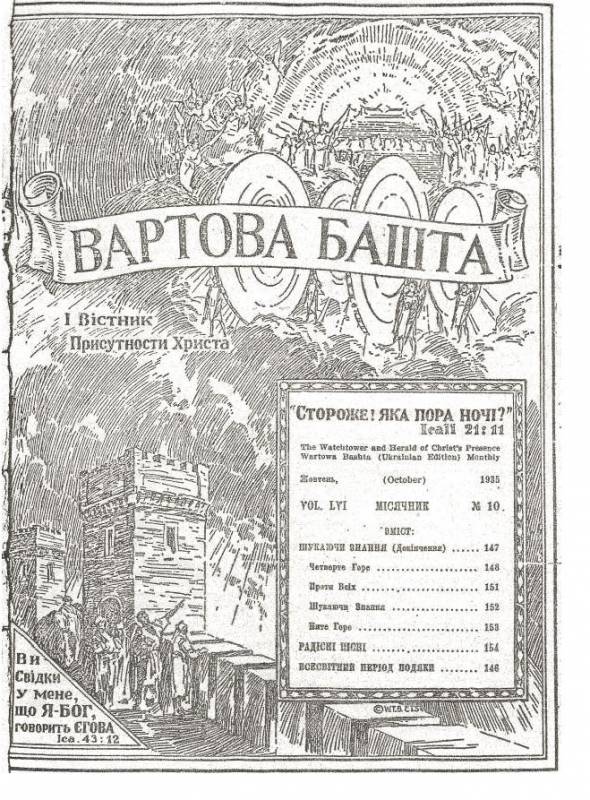 ВАРТОВА БАШТА
І Вістник
Присутности Христа
"СТОРОЖЕ! ЯКА ПОРА НОЧІ?"
Ісаії 21:11
The Watchtower and Herald of Christ's Presence
Wartowa Bashta (Ukrainian Edition) Monthly
Жовтень, (October) 1935
VOL. LVI МІСЯЧНИК № 10.
ЗМІСТ:
ШУКАЮЧИ ЗНАННЯ (Докінчення) ...... 147
Четверте Горе ...... 148
Проти Всіх ...... 151
Шукаючи Знання ...... 152
Пяте Горе ...... 153
РАДІСНІ ПІСНІ ...... 154
ВСЕСВІТНИЙ ПЕРІОД ПОДЯКИ ...... 146
©W.T.B.&T.S.
Ви
Свідки
у мене,
що Я-БОГ,
говорить ЄГОВА
Іса. 43:12